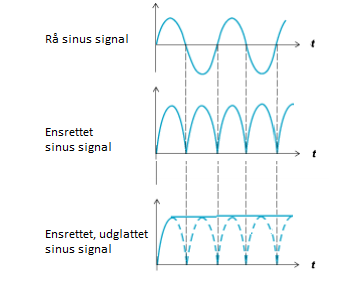 Rå sinus signal
t
Ensrettet
sinus signal
t
Ensrettet, udglattet
sinus signal
t